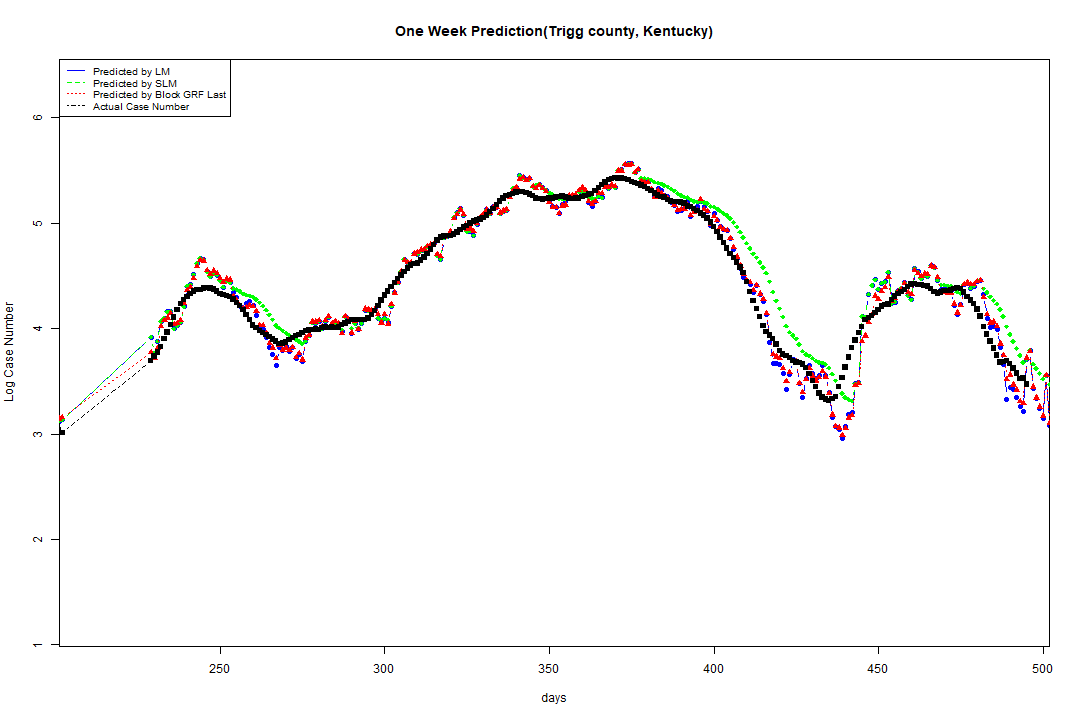 One Week Prediction(Trigg county, Kentucky)
Predicted by LM
Predicted by SLM
Predicted by Block GRF Last
Actual Case Number
6
5
4
3
2
1
Log Case Number
250
300
350
400
450
500
days